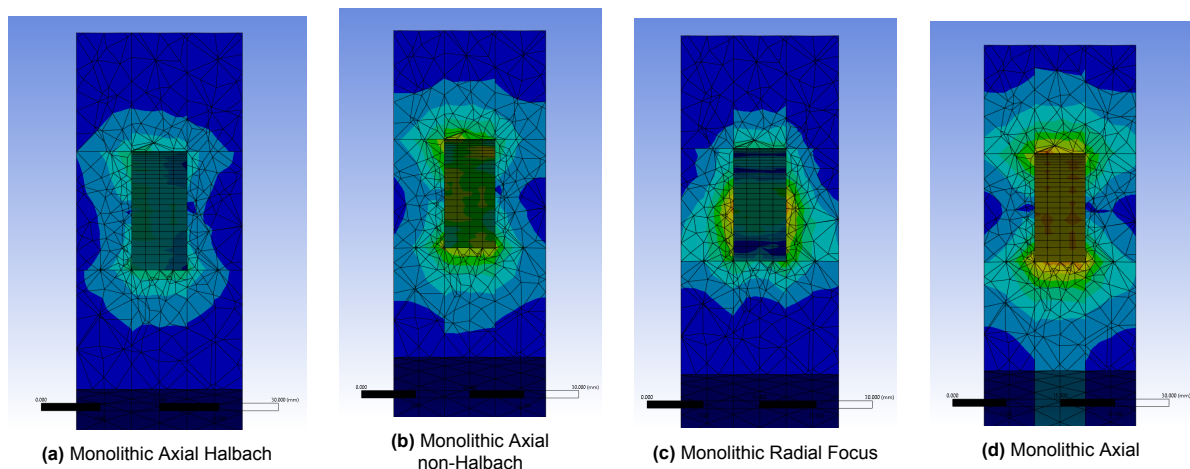 0.000
30.000 (mm)
0.000
30.000 (mm)
0.000
30.000 (mm)
0.000
30.000 (mm)
(a) Monolithic Axial Halbach
(b) Monolithic Axial
non-Halbach
(c) Monolithic Radial Focus
(d) Monolithic Axial